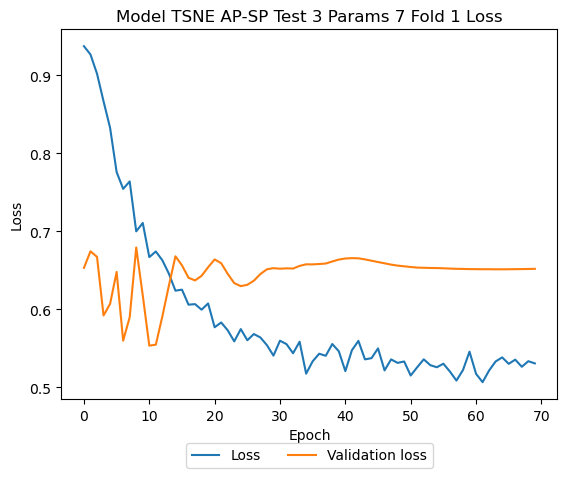 Model TSNE AP-SP Test 3 Params 7 Fold 1 Loss
Loss
0.9
0.8
0.7
0.6
0.5
0 10 20 30 40 50 60 70
Epoch
Loss Validation loss